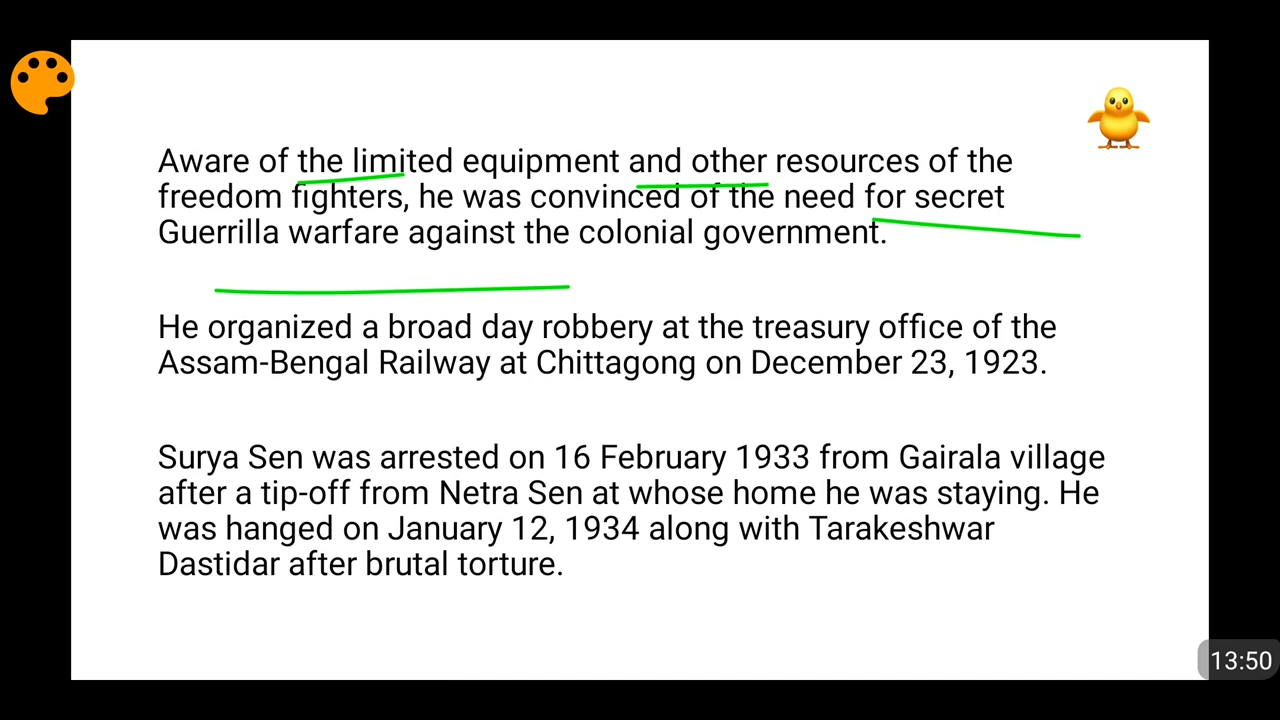 Aware of the limited equipment and other resources of the
freedom fighters, he was convinced of the need for secret
Guerrilla warfare against the colonial government.
He organized a broad day robbery at the treasury office of the
Assam-Bengal Railway at Chittagong on December 23, 1923.
Surya Sen was arrested on 16 February 1933 from Gairala village
after a tip-off from Netra Sen at whose home he was staying. He
was hanged on January 12, 1934 along with Tarakeshwar
Dastidar after brutal torture.
13:50